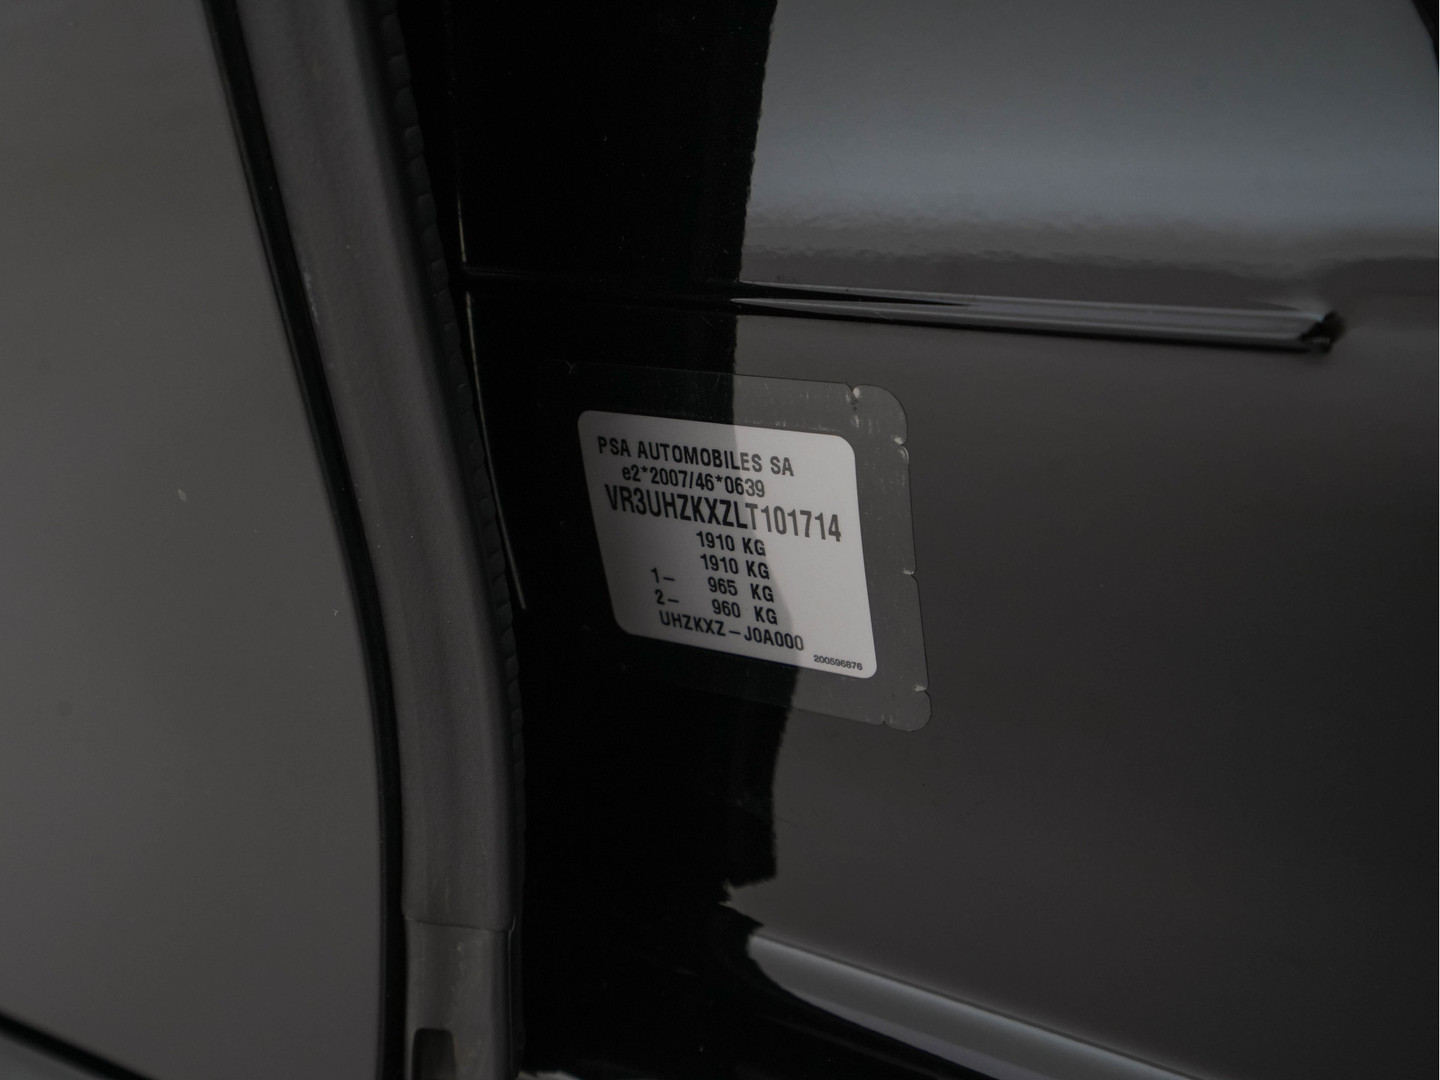 PSA AUTOMOBILES SA
e2*2007/46*0639
VR3UHZKXZLT101714
1910 KG
1910 KG
1– 965 KG
2– 960 KG
UHZKXZ–J0A000
200596876